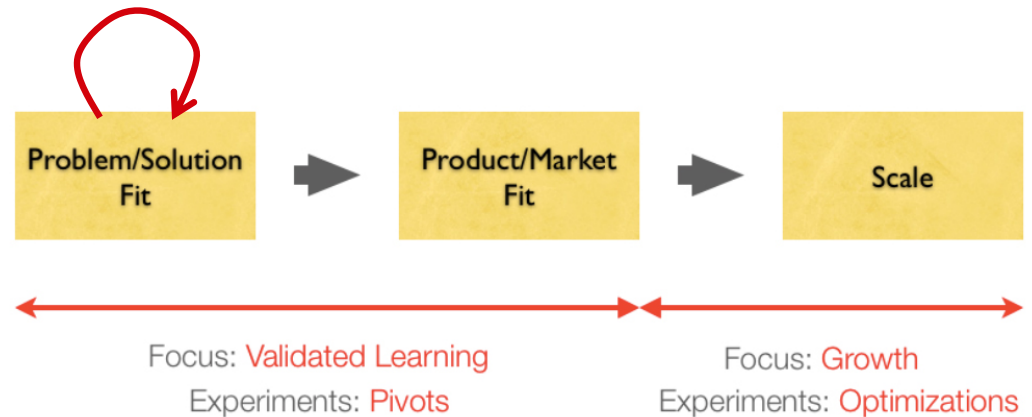 Problem/Solution
Fit
Product/Market
Fit
Scale
Focus: Validated Learning
Experiments: Pivots
Focus: Growth
Experiments: Optimizations